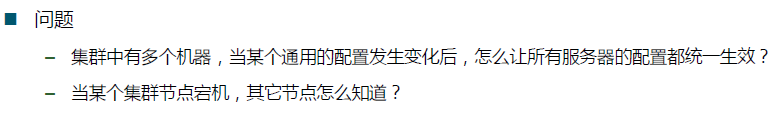 问题
– 集群中有多个机器，当某个通用的配置发生变化后，怎么让所有服务器的配置都统一生效？
– 当某个集群节点宕机，其它节点怎么知道？